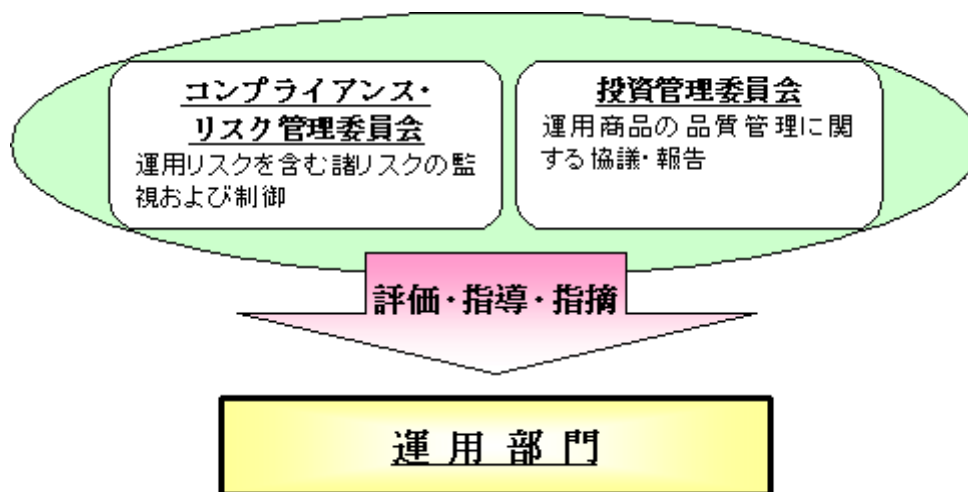 コンプライアンス・
リスク管理委員会
運用リスクを含む諸リスクの監
視および制御
投資管理委員会
運用商品の品質管理に関
する協議・報告
評価・指導・指摘
運用部門